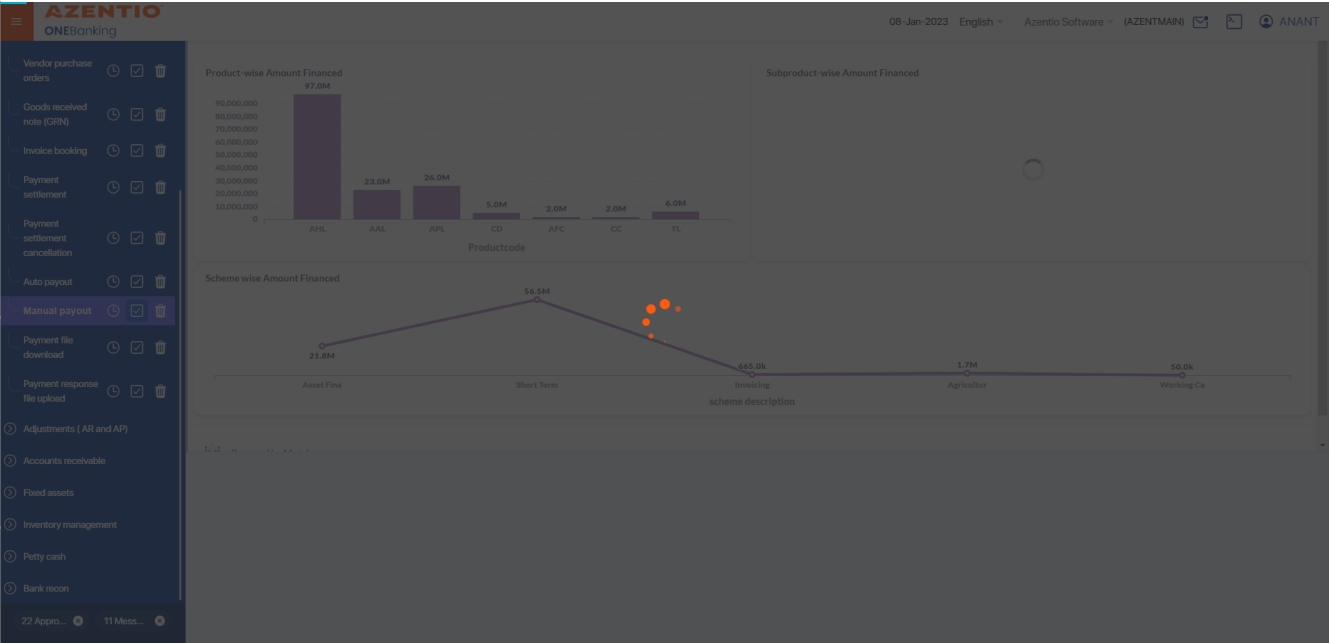 AZENTIO
ONEBanking
08-Jan-2023 English Azentio Software (AZENTMAIN) ANANT
Vendor purchase
orders
Goods received
note (GRN)
Invoice booking
Payment
settlement
Payment
settlement
cancellation
Auto payout
Manual payout
Payment file
download
Payment response
file upload
Adjustments ( AR and AP)
Accounts receivable
Fixed assets
Inventory management
Petty cash
Bank recon
22 Appro...
11 Mess...
Product-wise Amount Financed
97.0M
90,000,000
80,000,000
70,000,000
60,000,000
50,000,000
40,000,000
30,000,000
20,000,000
10,000,000
0
23.0M
26.0M
5.0M
2.0M
2.0M
6.0M
AHL AAL APL CD AFC CC TL
Productcode
Subproduct-wise Amount Financed
Scheme wise Amount Financed
56.5M
21.8M
665.0k
1.7M
50.0k
Asset Fina Short Term Invoicing Agricultur Working Ca
scheme description